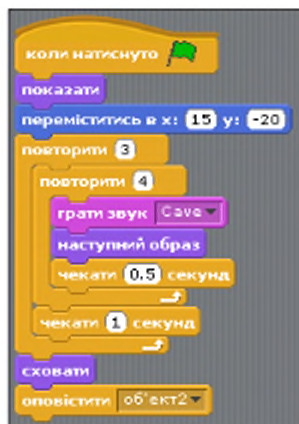 коли натиснуто
показати
переміститись в x: 15 y: -20
повторити 3
повторити 4
грати звук Cave
наступний образ
чекати 0.5 секунд
чекати 1 секунд
сховати
оповістити об'єкт2